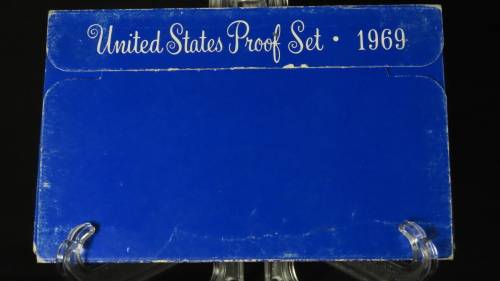 United States Proof Set · 1969